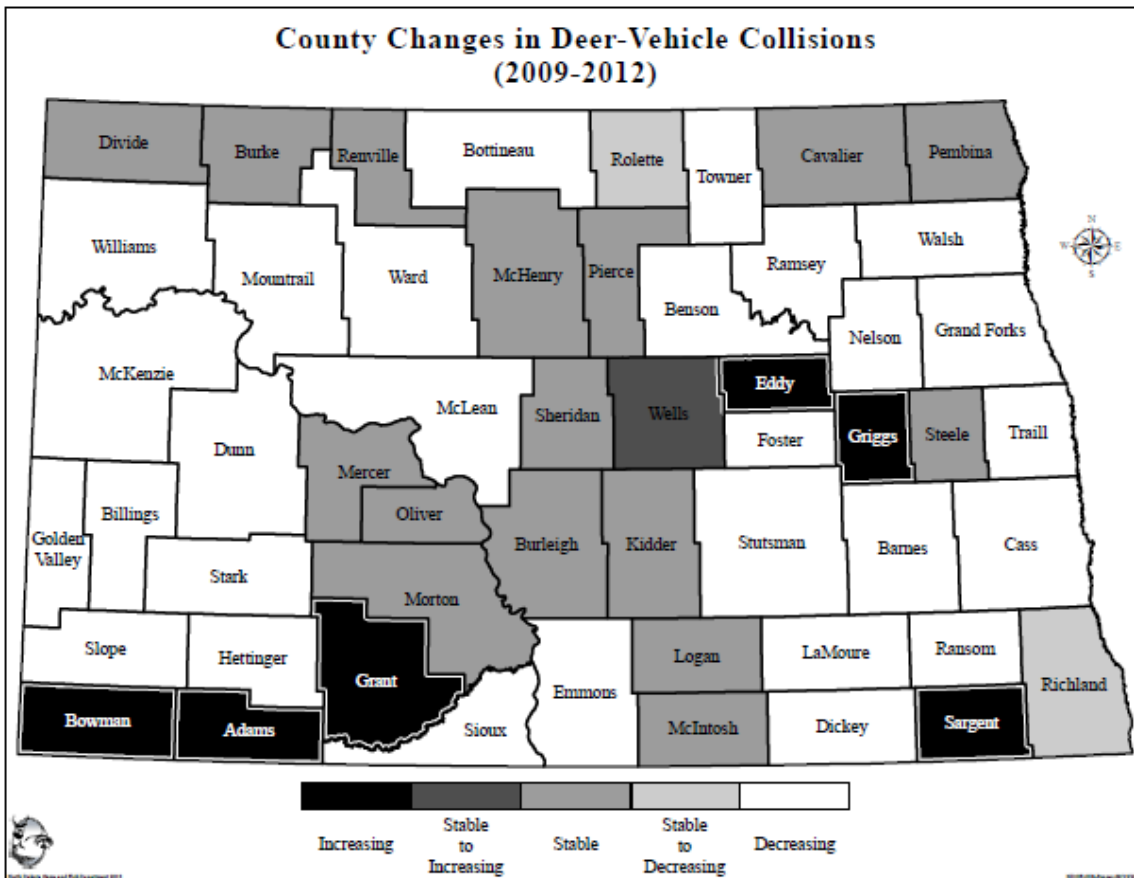 County Changes in Deer-Vehicle Collisions
(2009-2012)
Divide
Burke
Renville
Bottineau
Rolette
Towner
Cavalier
Pembina
Williams
Mountrail
Ward
McHenry
Pierce
Benson
Ramsey
Walsh
N
W
E
S
Nelson
Grand Forks
McKenzie
Dunn
McLean
Sheridan
Wells
Eddy
Foster
Griggs
Steele
Traill
Mercer
Oliver
Golden
Valley
Billings
Stark
Burleigh
Kidder
Stutsman
Barnes
Cass
Morton
Slope
Hettinger
Grant
Bowman
Adams
Sioux
Emmons
Logan
McIntosh
LaMoure
Dickey
Ransom
Sargent
Richland
Increasing
Stable
to
Increasing
Stable
Stable
to
Decreasing
Decreasing